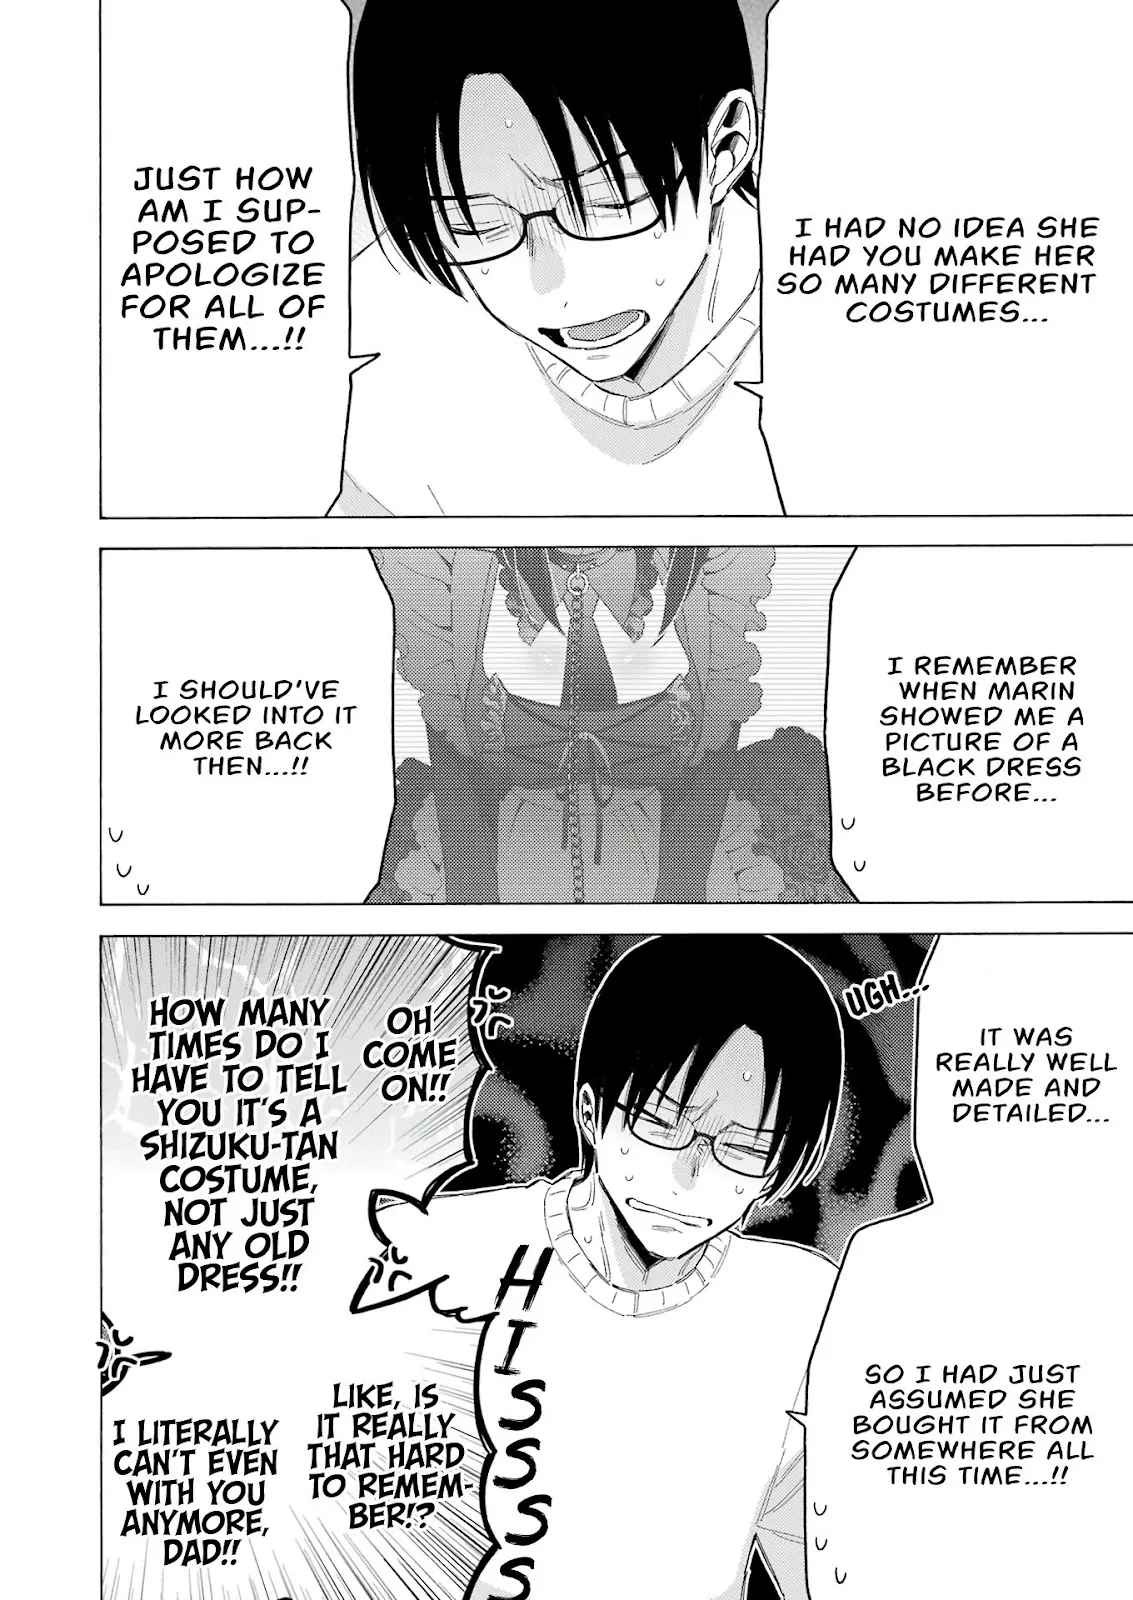 I HAD NO IDEA SHE
HAD YOU MAKE HER
SO MANY DIFFERENT
COSTUMES...
JUST HOW
AM I SUP-
POSED TO
APOLOGIZE
FOR ALL OF
THEM...!!
I REMEMBER
WHEN MARIN
SHOWED ME A
PICTURE OF A
BLACK DRESS
BEFORE...
I SHOULD'VE
LOOKED INTO IT
MORE BACK
THEN...!!
UGH...
IT WAS
REALLY WELL
MADE AND
DETAILED...
SO I HAD JUST
ASSUMED SHE
BOUGHT IT FROM
SOMEWHERE ALL
THIS TIME...!!
OH
COME
ON!!
HOW MANY
TIMES DO I
HAVE TO TELL
YOU IT'S A
SHIZUKU-TAN
COSTUME,
NOT JUST
ANY OLD
DRESS!!
HISSSS
LIKE, IS
IT REALLY
THAT HARD
TO REMEM-
BER!?
I LITERALLY
CAN'T EVEN
WITH YOU
ANYMORE,
DAD!!